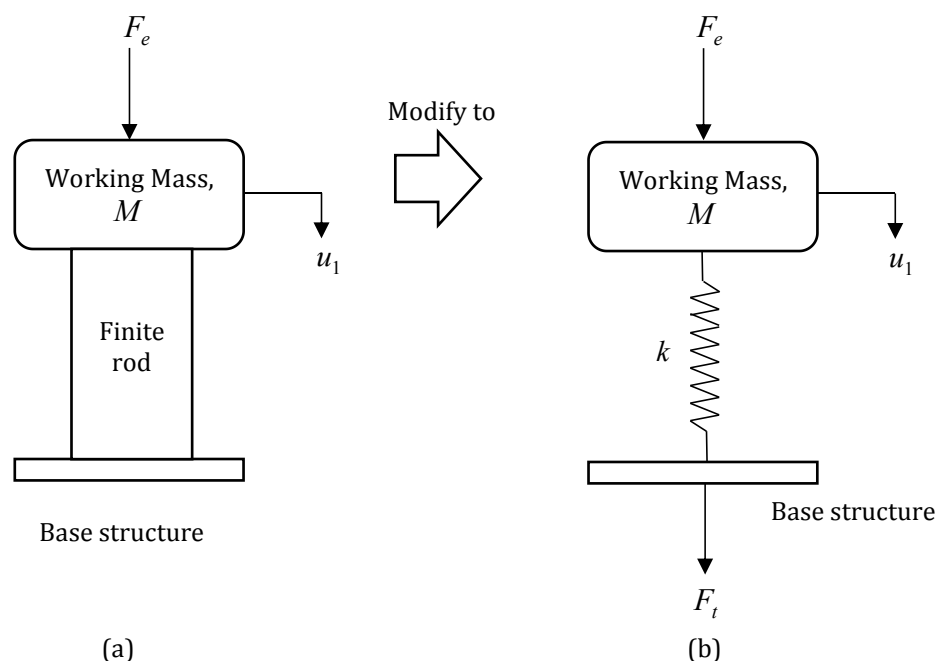 F_e
Working Mass,
M
u_1
Finite
rod
Base structure
(a)
Modify to
F_e
Working Mass,
M
u_1
k
Base structure
F_t
(b)